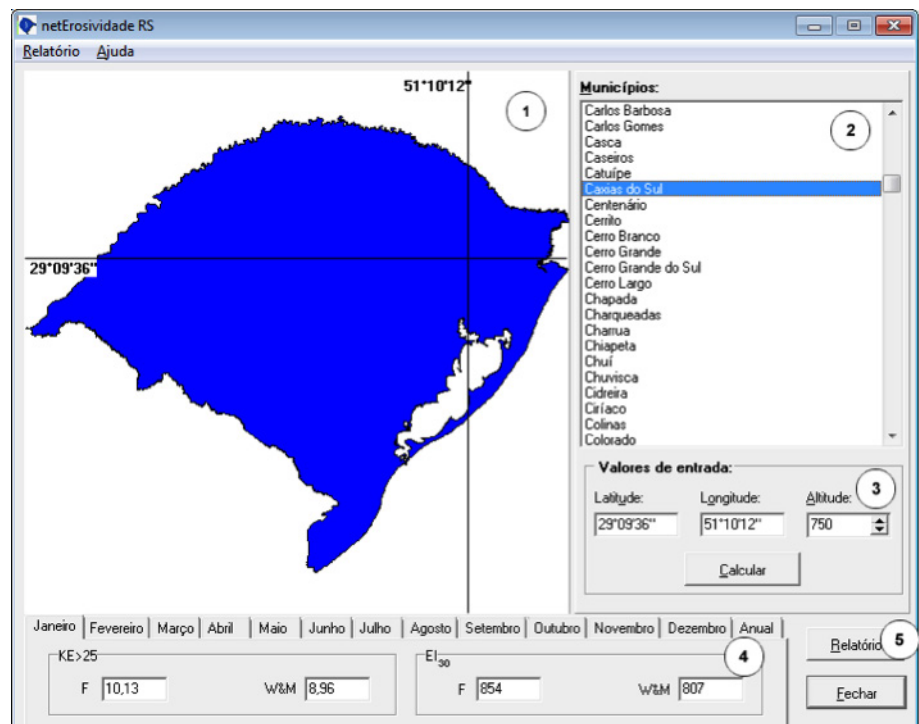 netErosividade RS
Relatório Ajuda
51°10'12"
1
29°09'36"
Municípios:
2
Carlos Barbosa
Carlos Gomes
Casca
Caseiros
Catuípe
Caxias do Sul
Centenário
Cerrito
Cerro Branco
Cerro Grande
Cerro Grande do Sul
Cerro Largo
Chapada
Charqueadas
Charrua
Chiapeta
Chuí
Chuvisca
Cidreira
Ciríaco
Colinas
Colorado
Valores de entrada:
3
Latitude: Longitude: Altitude:
29°09'36" 51°10'12" 750
Calcular
Janeiro Fevereiro Março Abril Maio Junho Julho Agosto Setembro Outubro Novembro Dezembro Anual
KE>25
F 10,13 W&M 8,96
EI30
4
F 854 W&M 807
Relatório 5
Fechar